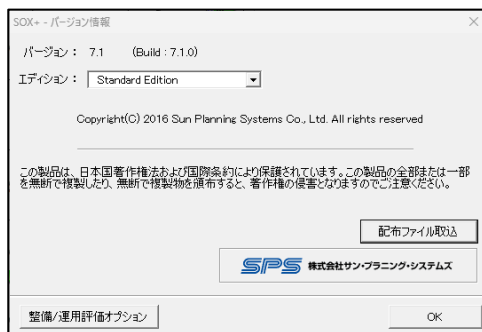 SOX+ - バージョン情報
バージョン： 7.1 (Build : 7.1.0)
エディション： Standard Edition
Copyright(C) 2016 Sun Planning Systems Co., Ltd. All rights reserved
この製品は、日本国著作権法および国際条約により保護されています。この製品の全部または一部
を無断で複製したり、無断で複製物を頒布すると、著作権の侵害となりますのでご注意ください。
配布ファイル取込
SPS 株式会社サン・プラニング・システムズ
整備/運用評価オプション
OK